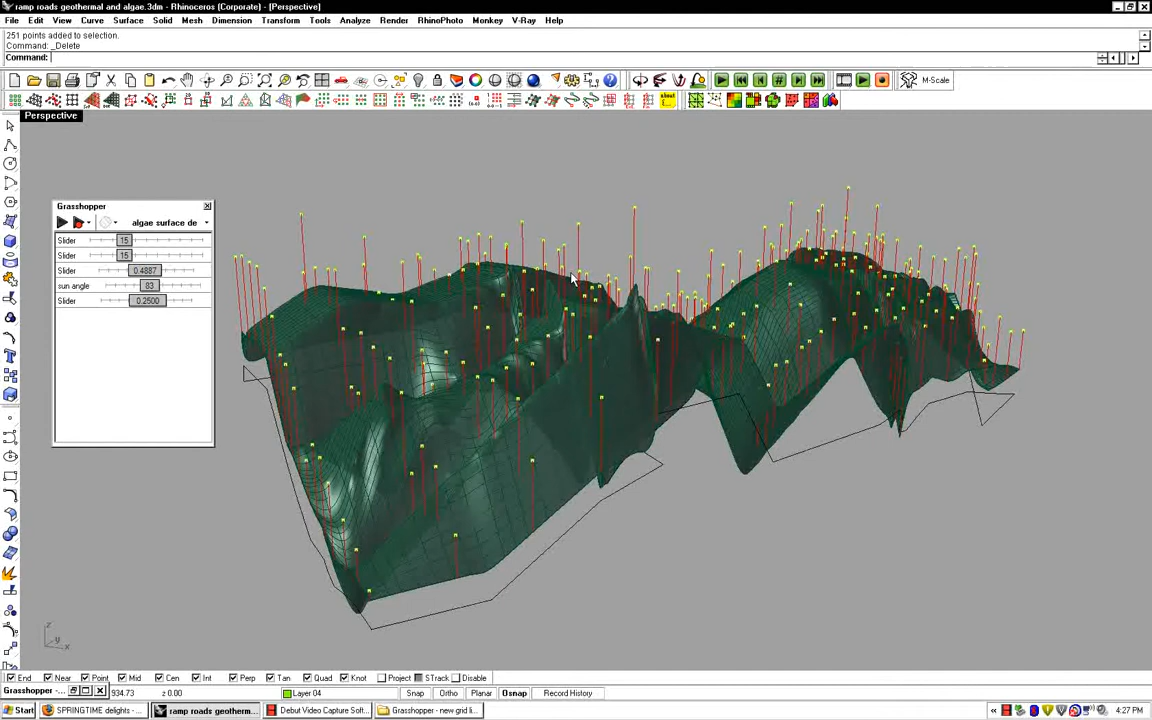 ramp roads geothermal and algae.3dm - Rhinoceros (Corporate) - [Perspective]
File Edit View Curve Surface Solid Mesh Dimension Transform Tools Analyze Render RhinoPhoto Monkey V-Ray Help
251 points added to selection.
Command: _Delete
Command:
M-Scale
Perspective
Grasshopper
algae surface de
Slider 15
Slider 15
Slider 0.4887
sun angle 83
Slider 0.2500
z
y
x
End Near Point Mid Cen Int Perp Tan Quad Knot Project STrack Disable
Grasshopper -... 934.73 z 0.00 Layer 04 Snap Ortho Planar Osnap Record History
Start SPRINGTIME delights - ... ramp roads geotherm... Debut Video Capture Soft... Grasshopper - new grid li... « 4:27 PM